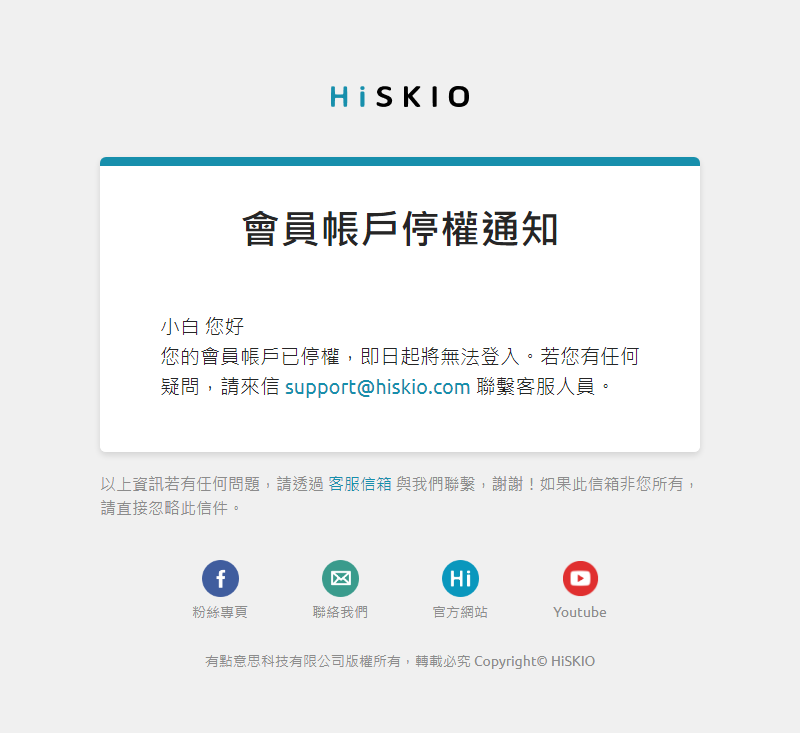 HiSKIO
會員帳戶停權通知
小白 您好
您的會員帳戶已停權，即日起將無法登入。若您有任何
疑問，請來信 support@hiskio.com 聯繫客服人員。
以上資訊若有任何問題，請透過 客服信箱 與我們聯繫，謝謝！如果此信箱非您所有，
請直接忽略此信件。
f
Hi
粉絲專頁
聯絡我們
官方網站
Youtube
有點意思科技有限公司版權所有，轉載必究 Copyright© HiSKIO